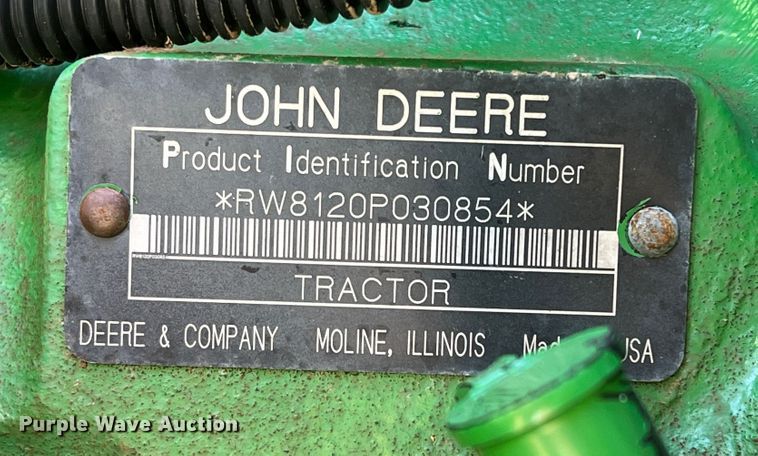 JOHN DEERE
Product Identification Number
*RW8120P030854*
TRACTOR
DEERE & COMPANY MOLINE, ILLINOIS USA
Purple Wave Auction